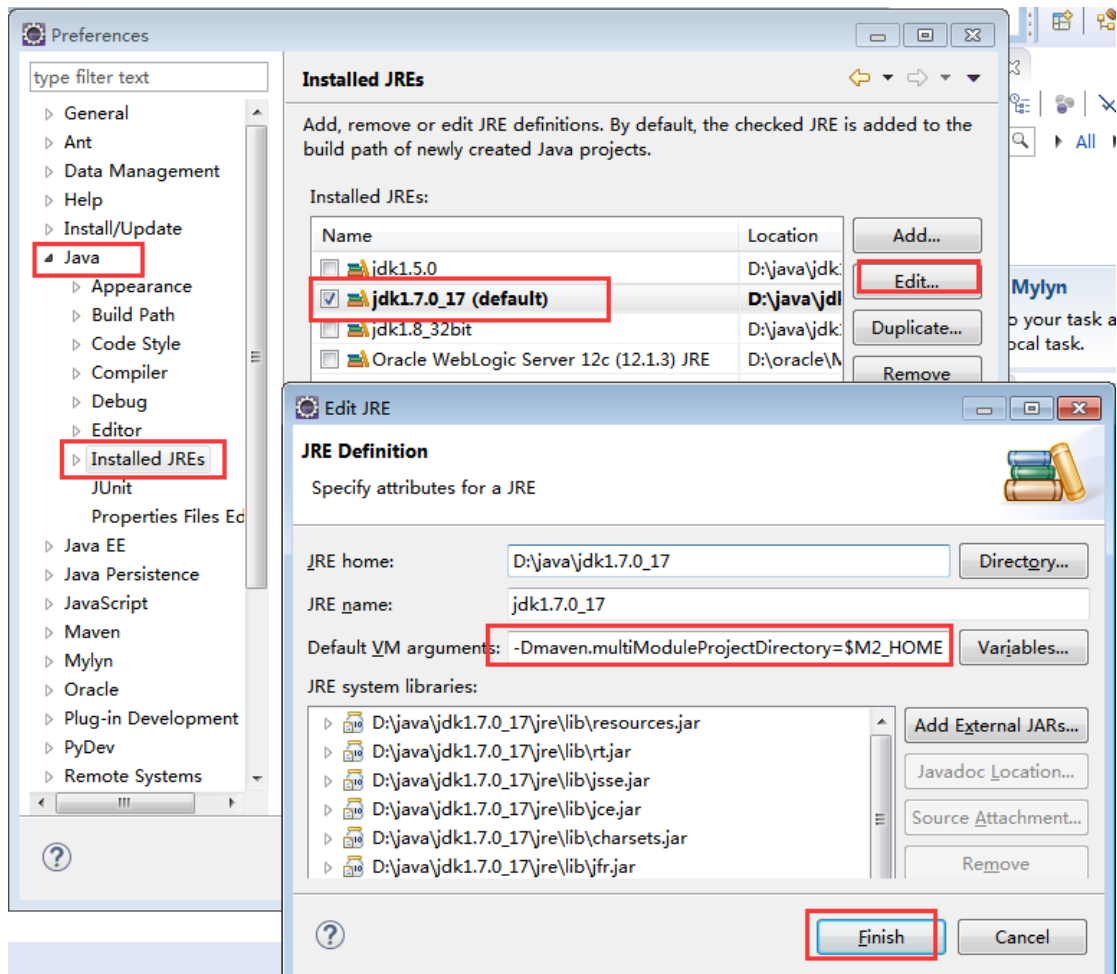 Preferences
type filter text
General
Ant
Data Management
Help
Install/Update
Java
Appearance
Build Path
Code Style
Compiler
Debug
Editor
Installed JREs
JUnit
Properties Files Ed
Java EE
Java Persistence
JavaScript
Maven
Mylyn
Oracle
Plug-in Development
PyDev
Remote Systems
Installed JREs
Add, remove or edit JRE definitions. By default, the checked JRE is added to the
build path of newly created Java projects.
Installed JREs:
Name Location
jdk1.5.0 D:\java\jdk
jdk1.7.0_17 (default) D:\java\jdl
jdk1.8_32bit D:\java\jdk
Oracle WebLogic Server 12c (12.1.3) JRE D:\oracle\M
Add...
Edit...
Duplicate...
Remove
All
Mylyn
o your task a
ocal task.
Edit JRE
JRE Definition
Specify attributes for a JRE
JRE home: D:\java\jdk1.7.0_17 Directory...
JRE name: jdk1.7.0_17
Default VM arguments: -Dmaven.multiModuleProjectDirectory=$M2_HOME Variables...
JRE system libraries:
D:\java\jdk1.7.0_17\jre\lib\resources.jar
D:\java\jdk1.7.0_17\jre\lib\rt.jar
D:\java\jdk1.7.0_17\jre\lib\jsse.jar
D:\java\jdk1.7.0_17\jre\lib\jce.jar
D:\java\jdk1.7.0_17\jre\lib\charsets.jar
D:\java\jdk1.7.0_17\jre\lib\jfr.jar
Add External JARs...
Javadoc Location...
Source Attachment...
Remove
Finish
Cancel